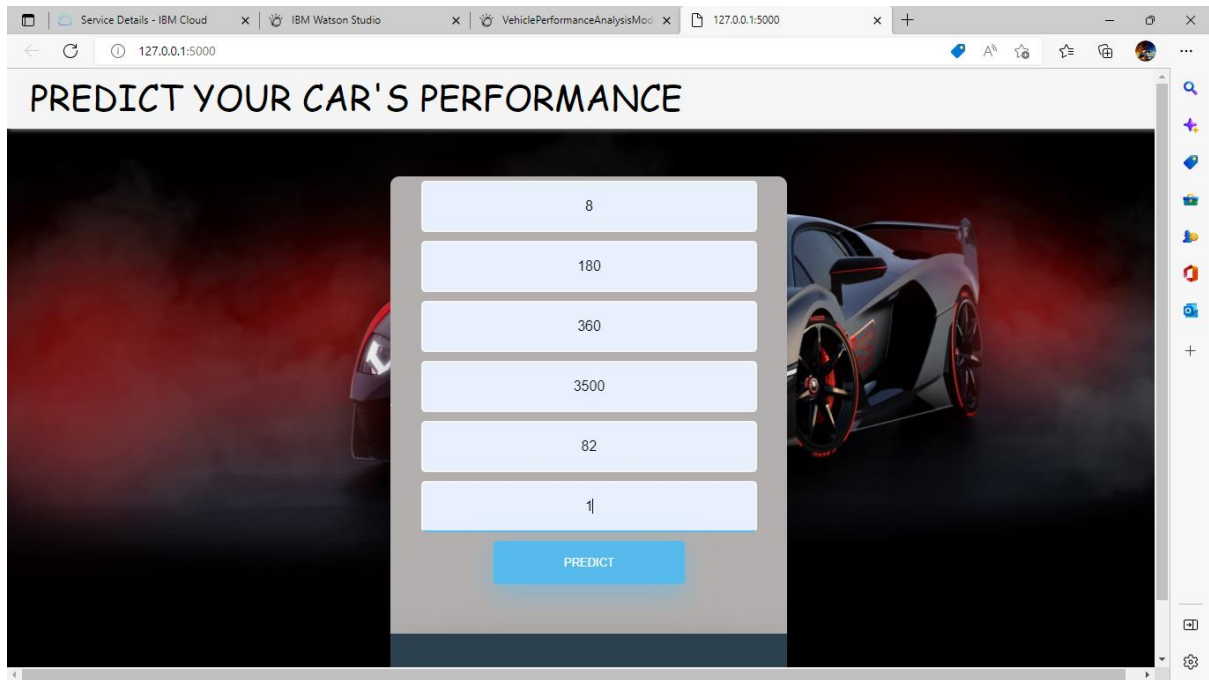 Service Details - IBM Cloud
IBM Watson Studio
VehiclePerformanceAnalysisMod
127.0.0.1:5000
127.0.0.1:5000
PREDICT YOUR CAR'S PERFORMANCE
8
180
360
3500
82
1
PREDICT